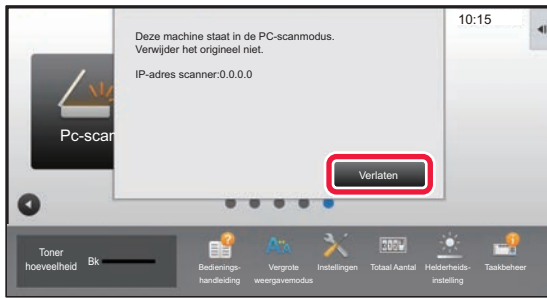 Deze machine staat in de PC-scanmodus.
Verwijder het origineel niet.
IP-adres scanner:0.0.0.0
Verlaten
10:15
Pc-scan
Toner
hoeveelheid
Bk
Bedienings-
handleiding
Vergrote
weergavemodus
Instellingen
Totaal Aantal
Helderheids-
instelling
Taakbeheer